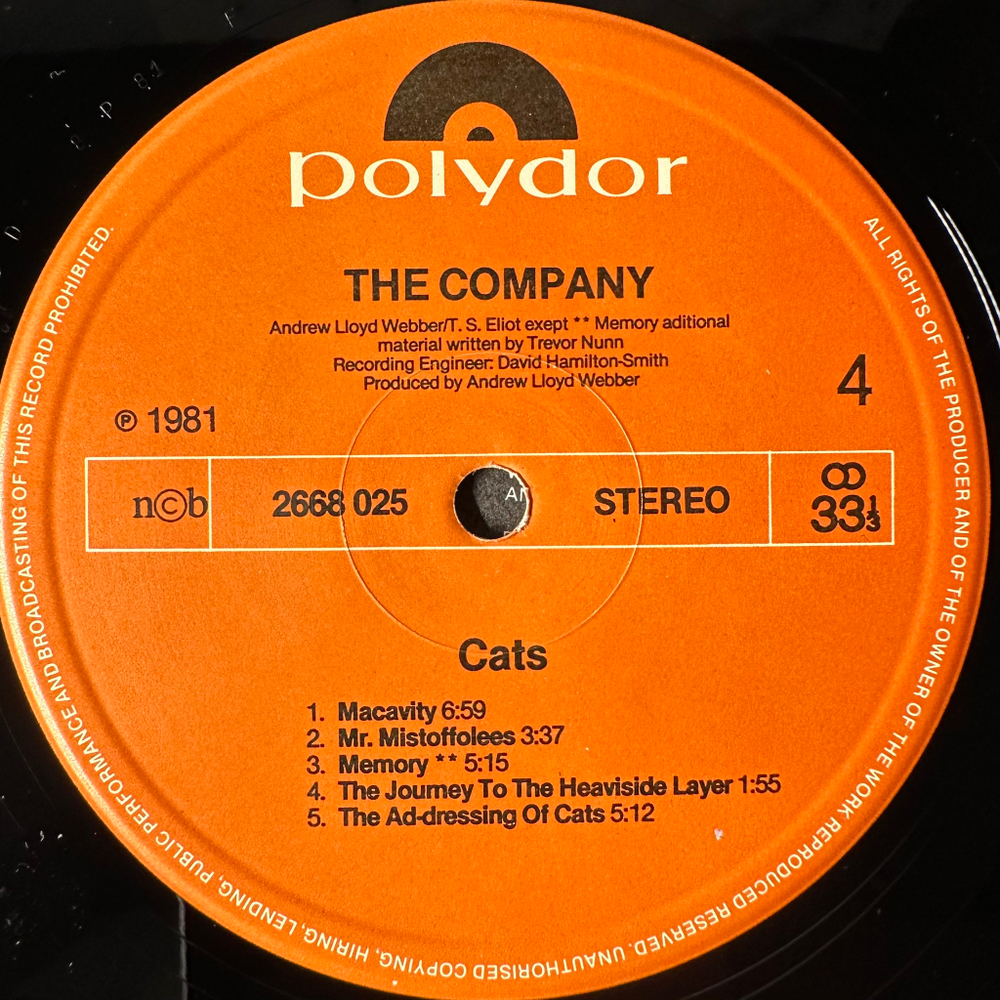 polydor
THE COMPANY
Andrew Lloyd Webber/T. S. Eliot exept ** Memory aditional
material written by Trevor Nunn
Recording Engineer: David Hamilton-Smith
Produced by Andrew Lloyd Webber
4
℗ 1981
n©b
2668 025
STEREO
33⅓
Cats
1. Macavity 6:59
2. Mr. Mistoffolees 3:37
3. Memory ** 5:15
4. The Journey To The Heaviside Layer 1:55
5. The Ad-dressing Of Cats 5:12
ALL RIGHTS OF THE PRODUCER AND OF THE OWNER OF THE WORK REPRODUCED RESERVED. UNAUTHORISED COPYING, HIRING, LENDING, PUBLIC PERFORMANCE AND BROADCASTING OF THIS RECORD PROHIBITED.